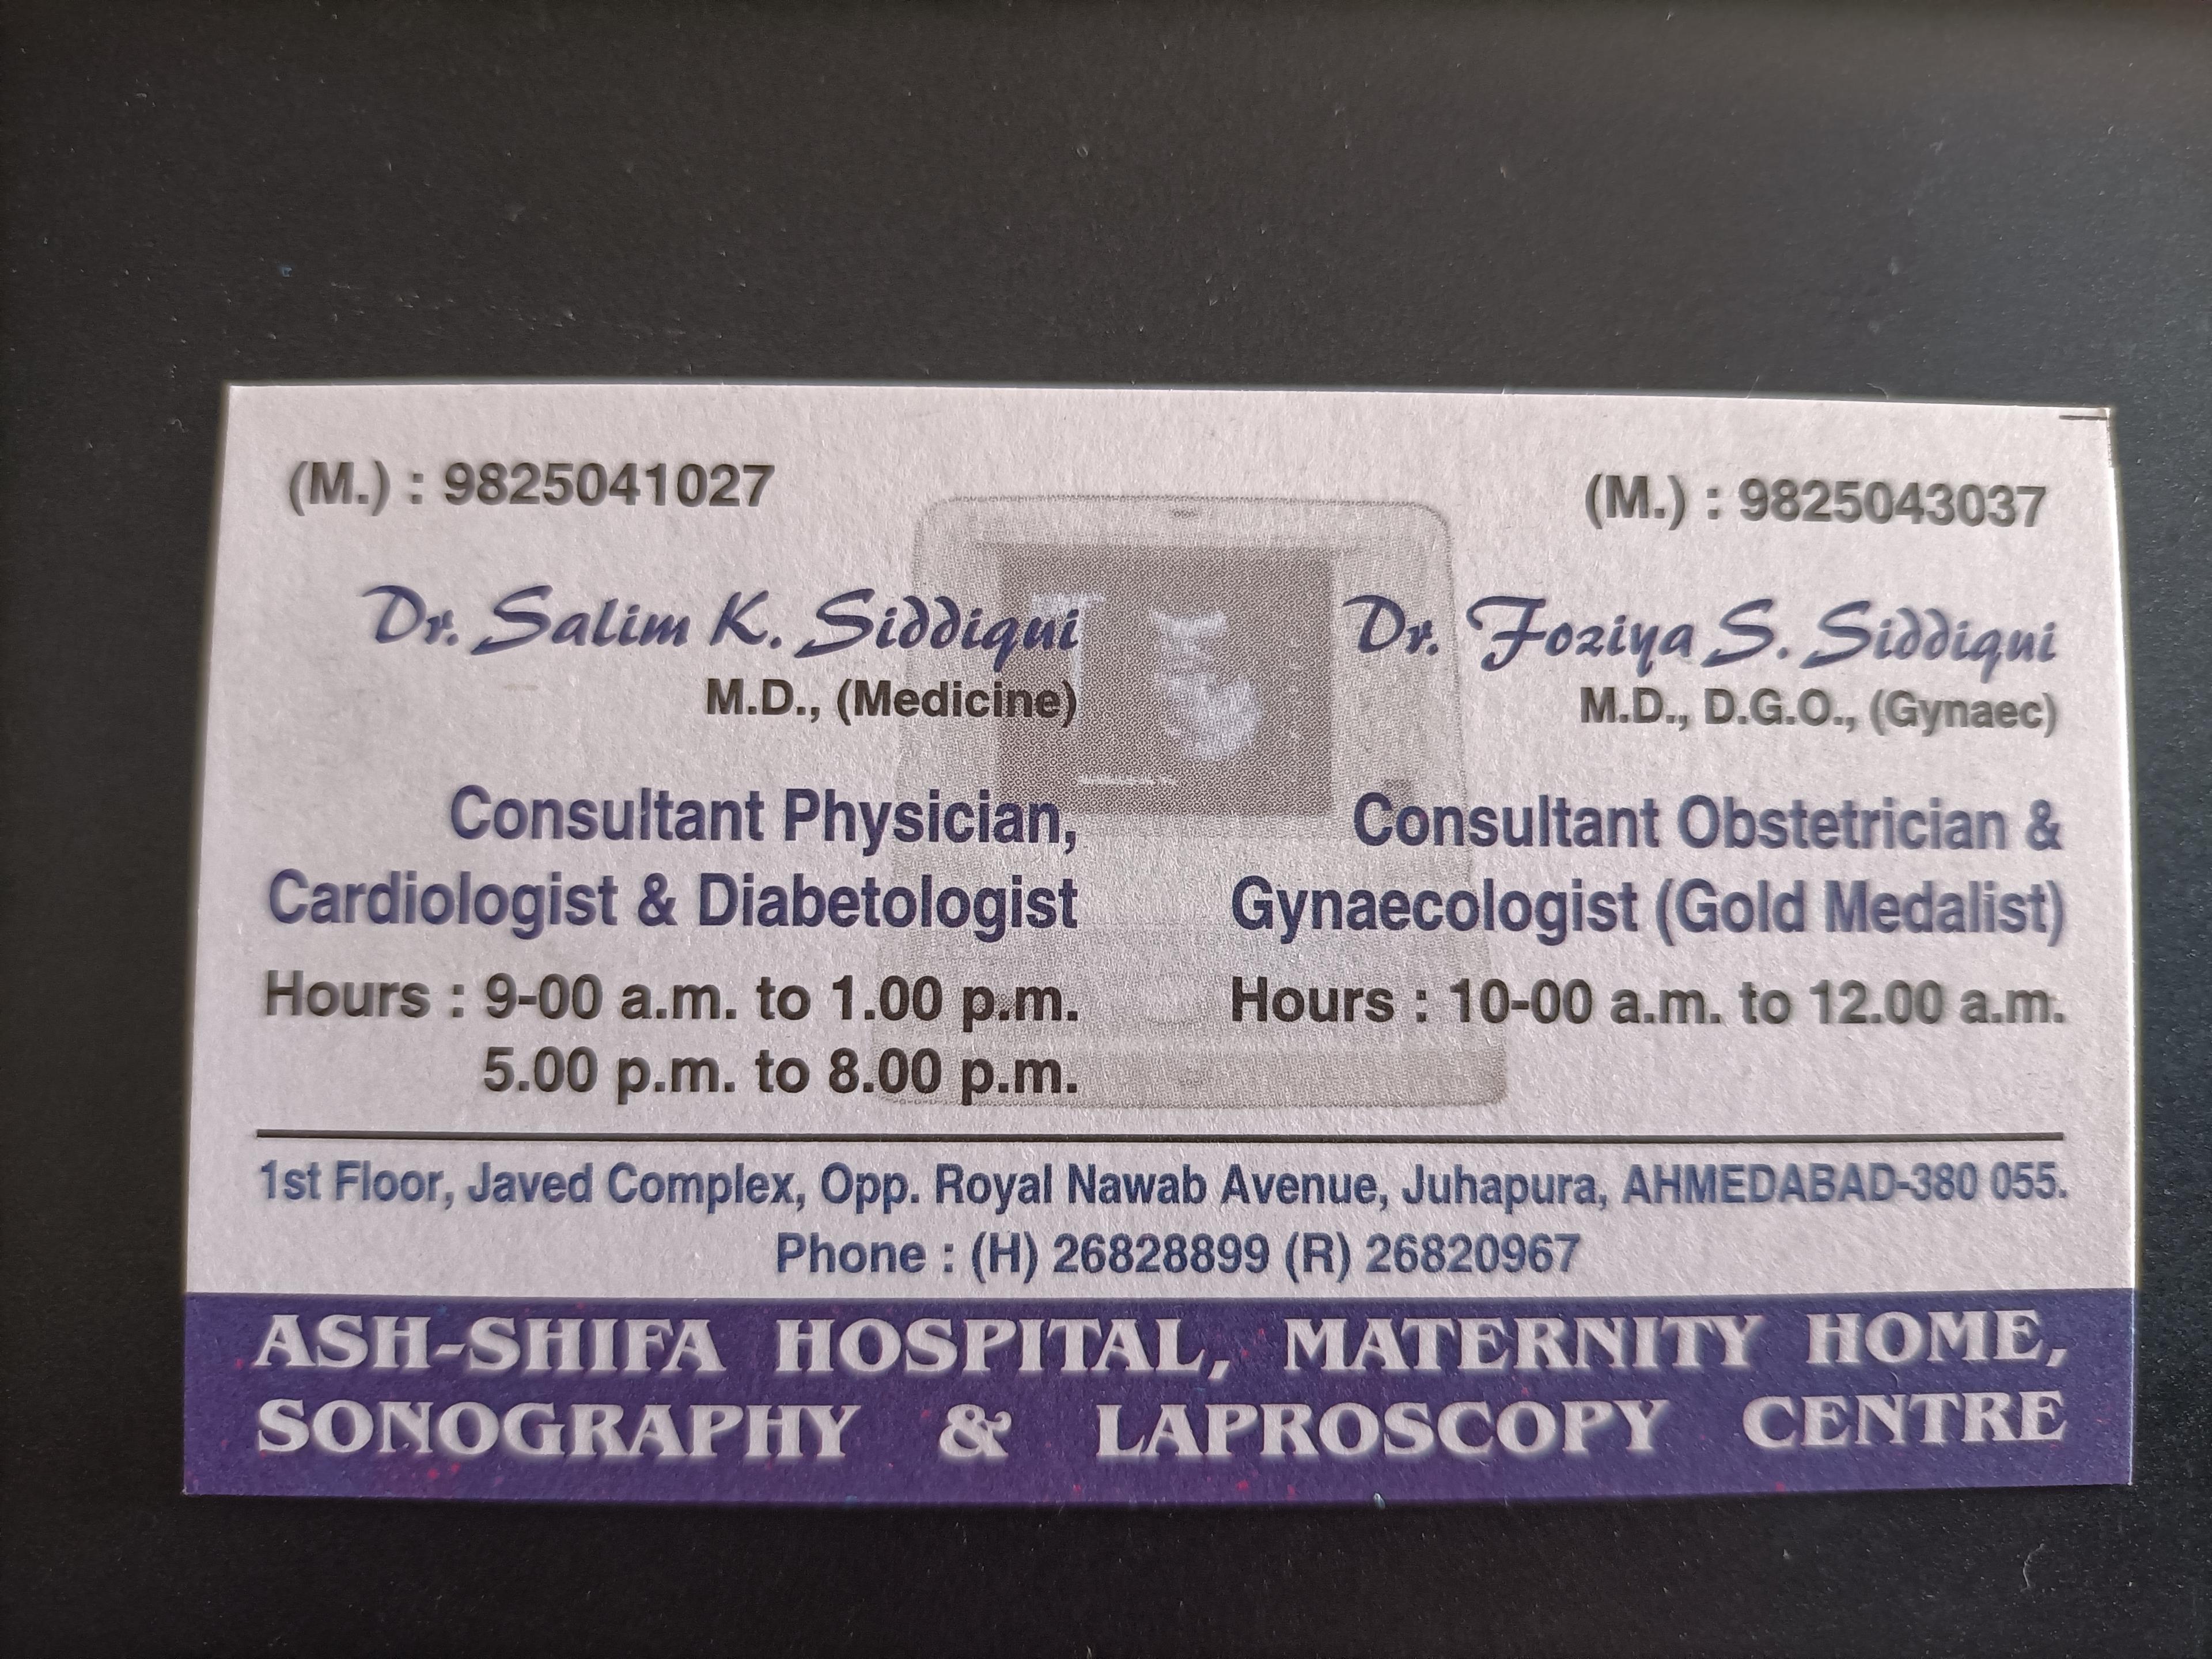 (M.) : 9825041027
Dr. Salim K. Siddiqui
M.D., (Medicine)
Consultant Physician,
Cardiologist & Diabetologist
Hours : 9-00 a.m. to 1.00 p.m.
5.00 p.m. to 8.00 p.m.
(M.) : 9825043037
Dr. Foziya S. Siddiqui
M.D., D.G.O., (Gynaec)
Consultant Obstetrician &
Gynaecologist (Gold Medalist)
Hours : 10-00 a.m. to 12.00 a.m.
1st Floor, Javed Complex, Opp. Royal Nawab Avenue, Juhapura, AHMEDABAD-380 055.
Phone : (H) 26828899 (R) 26820967
ASH-SHIFA HOSPITAL, MATERNITY HOME,
SONOGRAPHY & LAPROSCOPY CENTRE